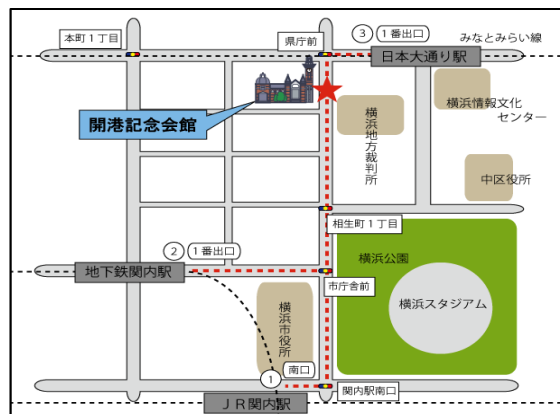 本町1丁目
県庁前
3
1番出口
みなとみらい線
日本大通り駅
開港記念会館
横浜地方裁判所
横浜情報文化
センター
中区役所
相生町1丁目
2
1番出口
地下鉄関内駅
市庁舎前
横浜公園
横浜スタジアム
横浜市役所
1
南口
関内駅南口
JR関内駅